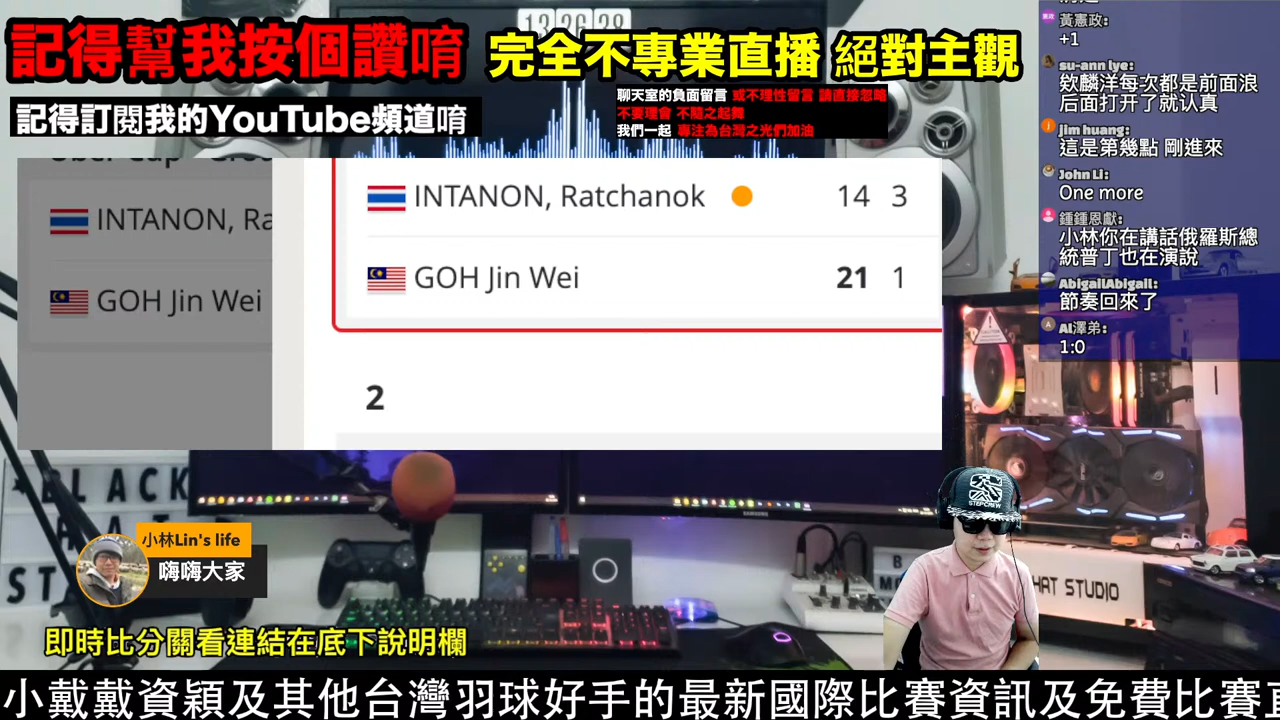 13 26 28
記得幫我按個讚唷
完全不專業直播 絕對主觀
記得訂閱我的YouTube頻道唷
聊天室的負面留言 或不理性留言 請直接忽略
不要理會 不隨之起舞
我們一起 專注為台灣之光們加油
INTANON, Ra
GOH Jin Wei
INTANON, Ratchanok 14 3
GOH Jin Wei 21 1
2
黃憲政:
+1
su-ann lye:
欸麟洋每次都是前面浪
后面打开了就认真
jim huang:
這是第幾點 剛進來
John Li:
One more
鍾鍾恩獻:
小林你在講話俄羅斯總
統普丁也在演說
AbigailAbigail:
節奏回來了
Al澤弟:
1:0
BLACK
SAMSUNG
STEPCREW
HAT STUDIO
小林Lin's life
嗨嗨大家
即時比分關看連結在底下說明欄
小戴戴資穎及其他台灣羽球好手的最新國際比賽資訊及免費比賽